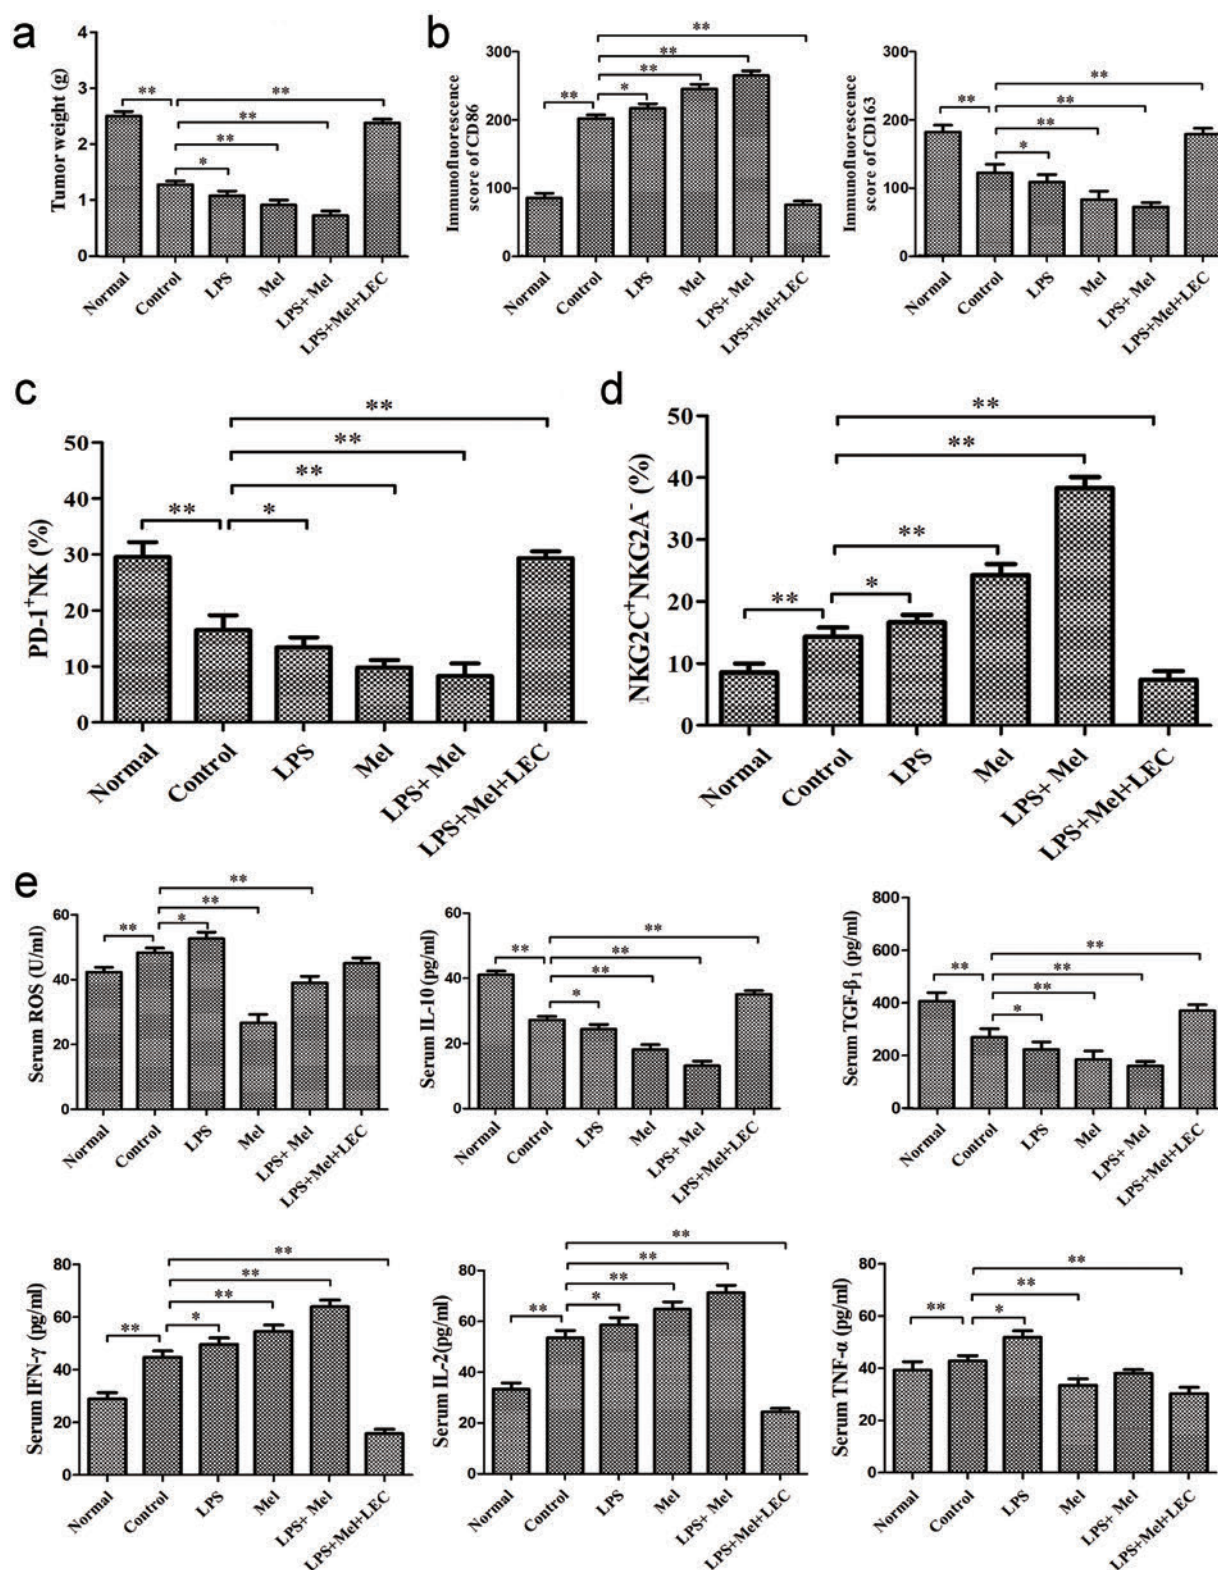 a
Tumor weight (g)
4
3
2
1
0
** ** ** ** *
Normal Control LPS Mel LPS+ Mel LPS+Mel+LEC
b
Immunofluorescence
score of CD86
300
200
100
0
** ** ** ** *
Normal Control LPS Mel LPS+ Mel LPS+Mel+LEC
Immunofluorescence
score of CD163
300
200
100
0
** ** ** ** *
Normal Control LPS Mel LPS+ Mel LPS+Mel+LEC
c
PD-1⁺NK (%)
50
40
30
20
10
0
** ** ** ** *
Normal Control LPS Mel LPS+ Mel LPS+Mel+LEC
d
NKG2C⁺NKG2A⁻ (%)
50
40
30
20
10
0
** ** ** ** *
Normal Control LPS Mel LPS+ Mel LPS+Mel+LEC
e
Serum ROS (U/ml)
60
40
20
0
** ** ** *
Normal Control LPS Mel LPS+ Mel LPS+Mel+LEC
Serum IL-10 (pg/ml)
60
40
20
0
** ** ** ** *
Normal Control LPS Mel LPS+ Mel LPS+Mel+LEC
Serum TGF-β₁ (pg/ml)
800
600
400
200
0
** ** ** ** *
Normal Control LPS Mel LPS+ Mel LPS+Mel+LEC
Serum IFN-γ (pg/ml)
80
60
40
20
0
** ** ** ** *
Normal Control LPS Mel LPS+ Mel LPS+Mel+LEC
Serum IL-2(pg/ml)
80
60
40
20
0
** ** ** ** *
Normal Control LPS Mel LPS+ Mel LPS+Mel+LEC
Serum TNF-α (pg/ml)
80
60
40
20
0
** ** ** *
Normal Control LPS Mel LPS+ Mel LPS+Mel+LEC